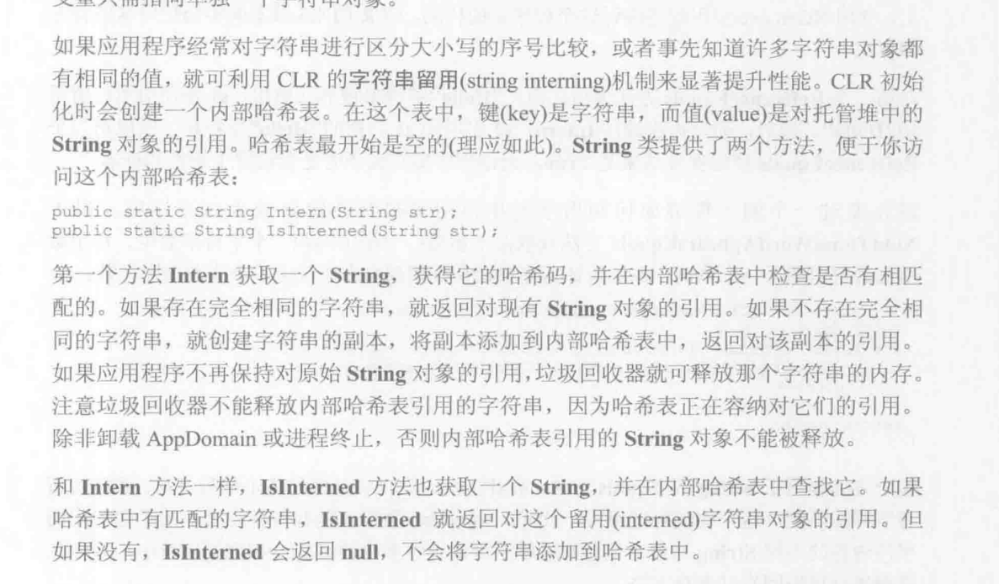 变量只需指向单独一个字符串对象。
如果应用程序经常对字符串进行区分大小写的序号比较，或者事先知道许多字符串对象都
有相同的值，就可利用 CLR 的字符串留用(string interning)机制来显著提升性能。CLR 初始
化时会创建一个内部哈希表。在这个表中，键(key)是字符串，而值(value)是对托管堆中的
String 对象的引用。哈希表最开始是空的(理应如此)。String 类提供了两个方法，便于你访
问这个内部哈希表：
public static String Intern(String str);
public static String IsInterned(String str);
第一个方法 Intern 获取一个 String，获得它的哈希码，并在内部哈希表中检查是否有相匹
配的。如果存在完全相同的字符串，就返回对现有 String 对象的引用。如果不存在完全相
同的字符串，就创建字符串的副本，将副本添加到内部哈希表中，返回对该副本的引用。
如果应用程序不再保持对原始 String 对象的引用，垃圾回收器就可释放那个字符串的内存。
注意垃圾回收器不能释放内部哈希表引用的字符串，因为哈希表正在容纳对它们的引用。
除非卸载 AppDomain 或进程终止，否则内部哈希表引用的 String 对象不能被释放。
和 Intern 方法一样，IsInterned 方法也获取一个 String，并在内部哈希表中查找它。如果
哈希表中有匹配的字符串，IsInterned 就返回对这个留用(interned)字符串对象的引用。但
如果没有，IsInterned 会返回 null，不会将字符串添加到哈希表中。